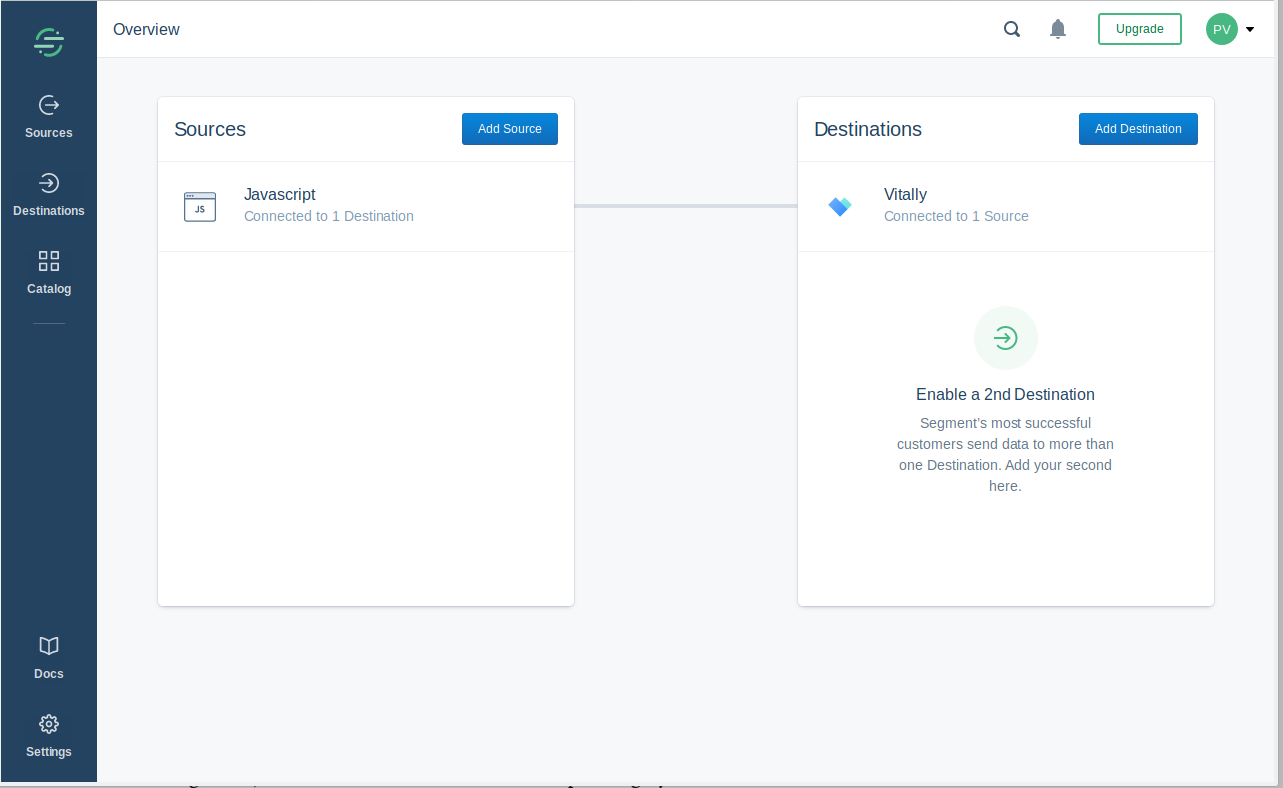 Overview
Upgrade
PV
Sources
Destinations
Catalog
Docs
Settings
Sources
Add Source
JS
Javascript
Connected to 1 Destination
Destinations
Add Destination
Vitally
Connected to 1 Source
Enable a 2nd Destination
Segment’s most successful
customers send data to more than
one Destination. Add your second
here.